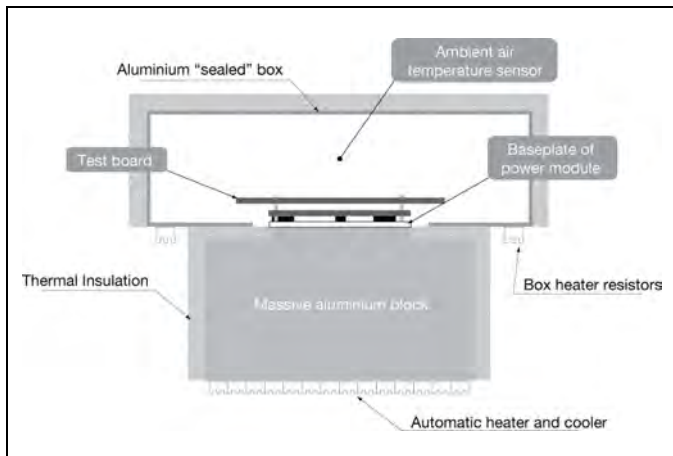 Ambient air
temperature sensor
Aluminium “sealed” box
Test board
Baseplate of
power module
Thermal Insulation
Massive aluminium block
Box heater resistors
Automatic heater and cooler